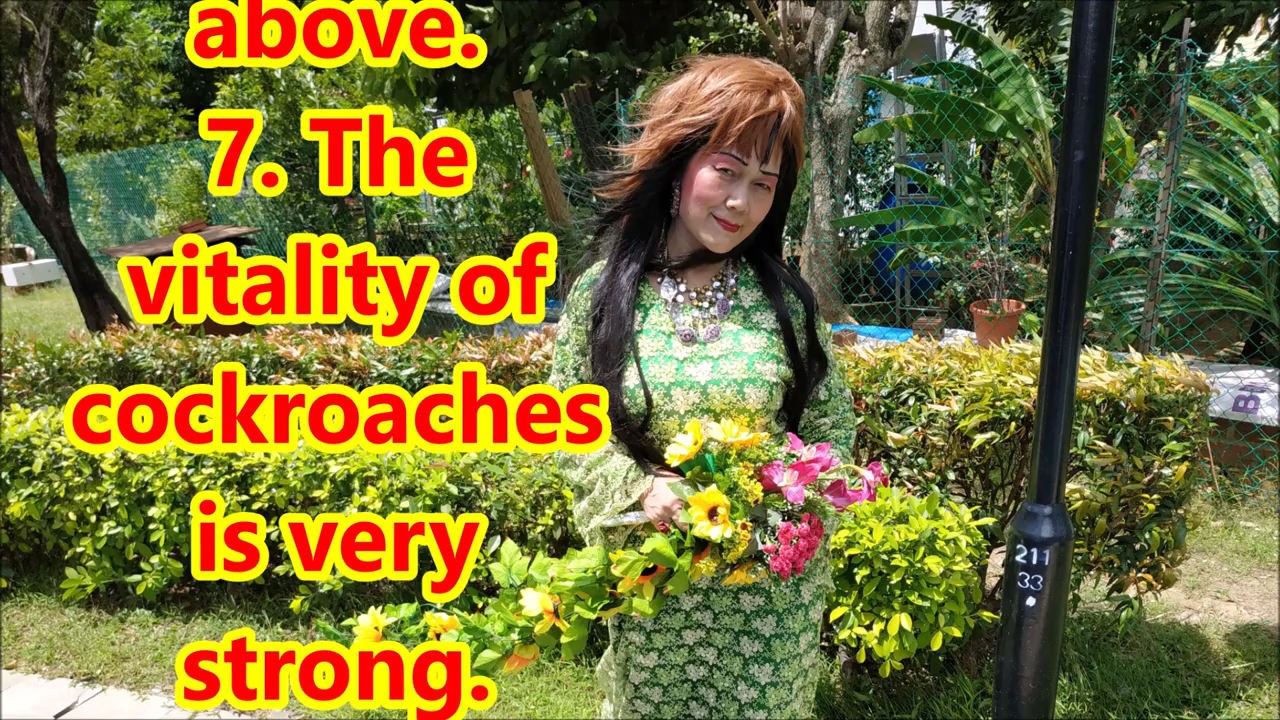 above.
7. The
vitality of
cockroaches
is very
strong.
211
33